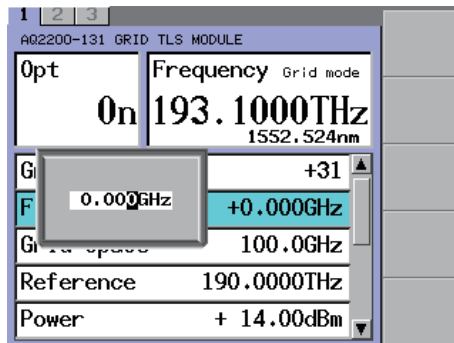 1 2 3
AQ2200-131 GRID TLS MODULE
Opt
On
Frequency Grid mode
193.1000THz
1552.524nm
+31
0.000GHz
+0.000GHz
100.0GHz
Reference 190.0000THz
Power + 14.00dBm